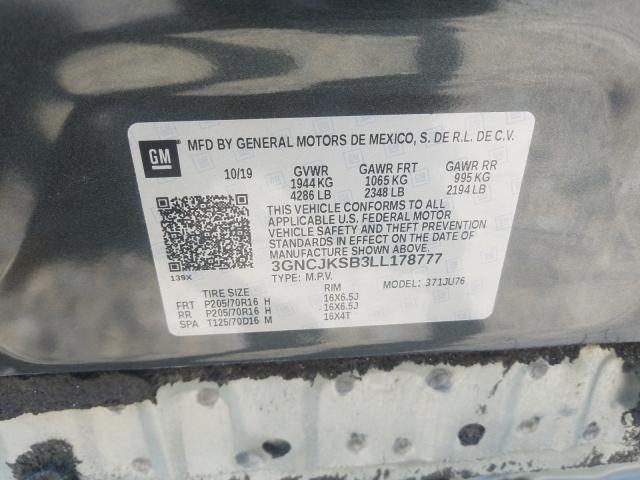 GM
MFD BY GENERAL MOTORS DE MEXICO, S. DE R.L. DE C.V.
10/19 GVWR GAWR FRT GAWR RR
1944 KG 1065 KG 995 KG
4286 LB 2348 LB 2194 LB
THIS VEHICLE CONFORMS TO ALL
APPLICABLE U.S. FEDERAL MOTOR
VEHICLE SAFETY AND THEFT PREVENTION
STANDARDS IN EFFECT ON THE DATE OF
MANUFACTURE SHOWN ABOVE.
139X
3GNCJKSB3LL178777
TYPE: M.P.V. MODEL: 371JU76
TIRE SIZE RIM
FRT P205/70R16 H 16X6.5J
RR P205/70R16 H 16X6.5J
SPA T125/70D16 M 16X4T